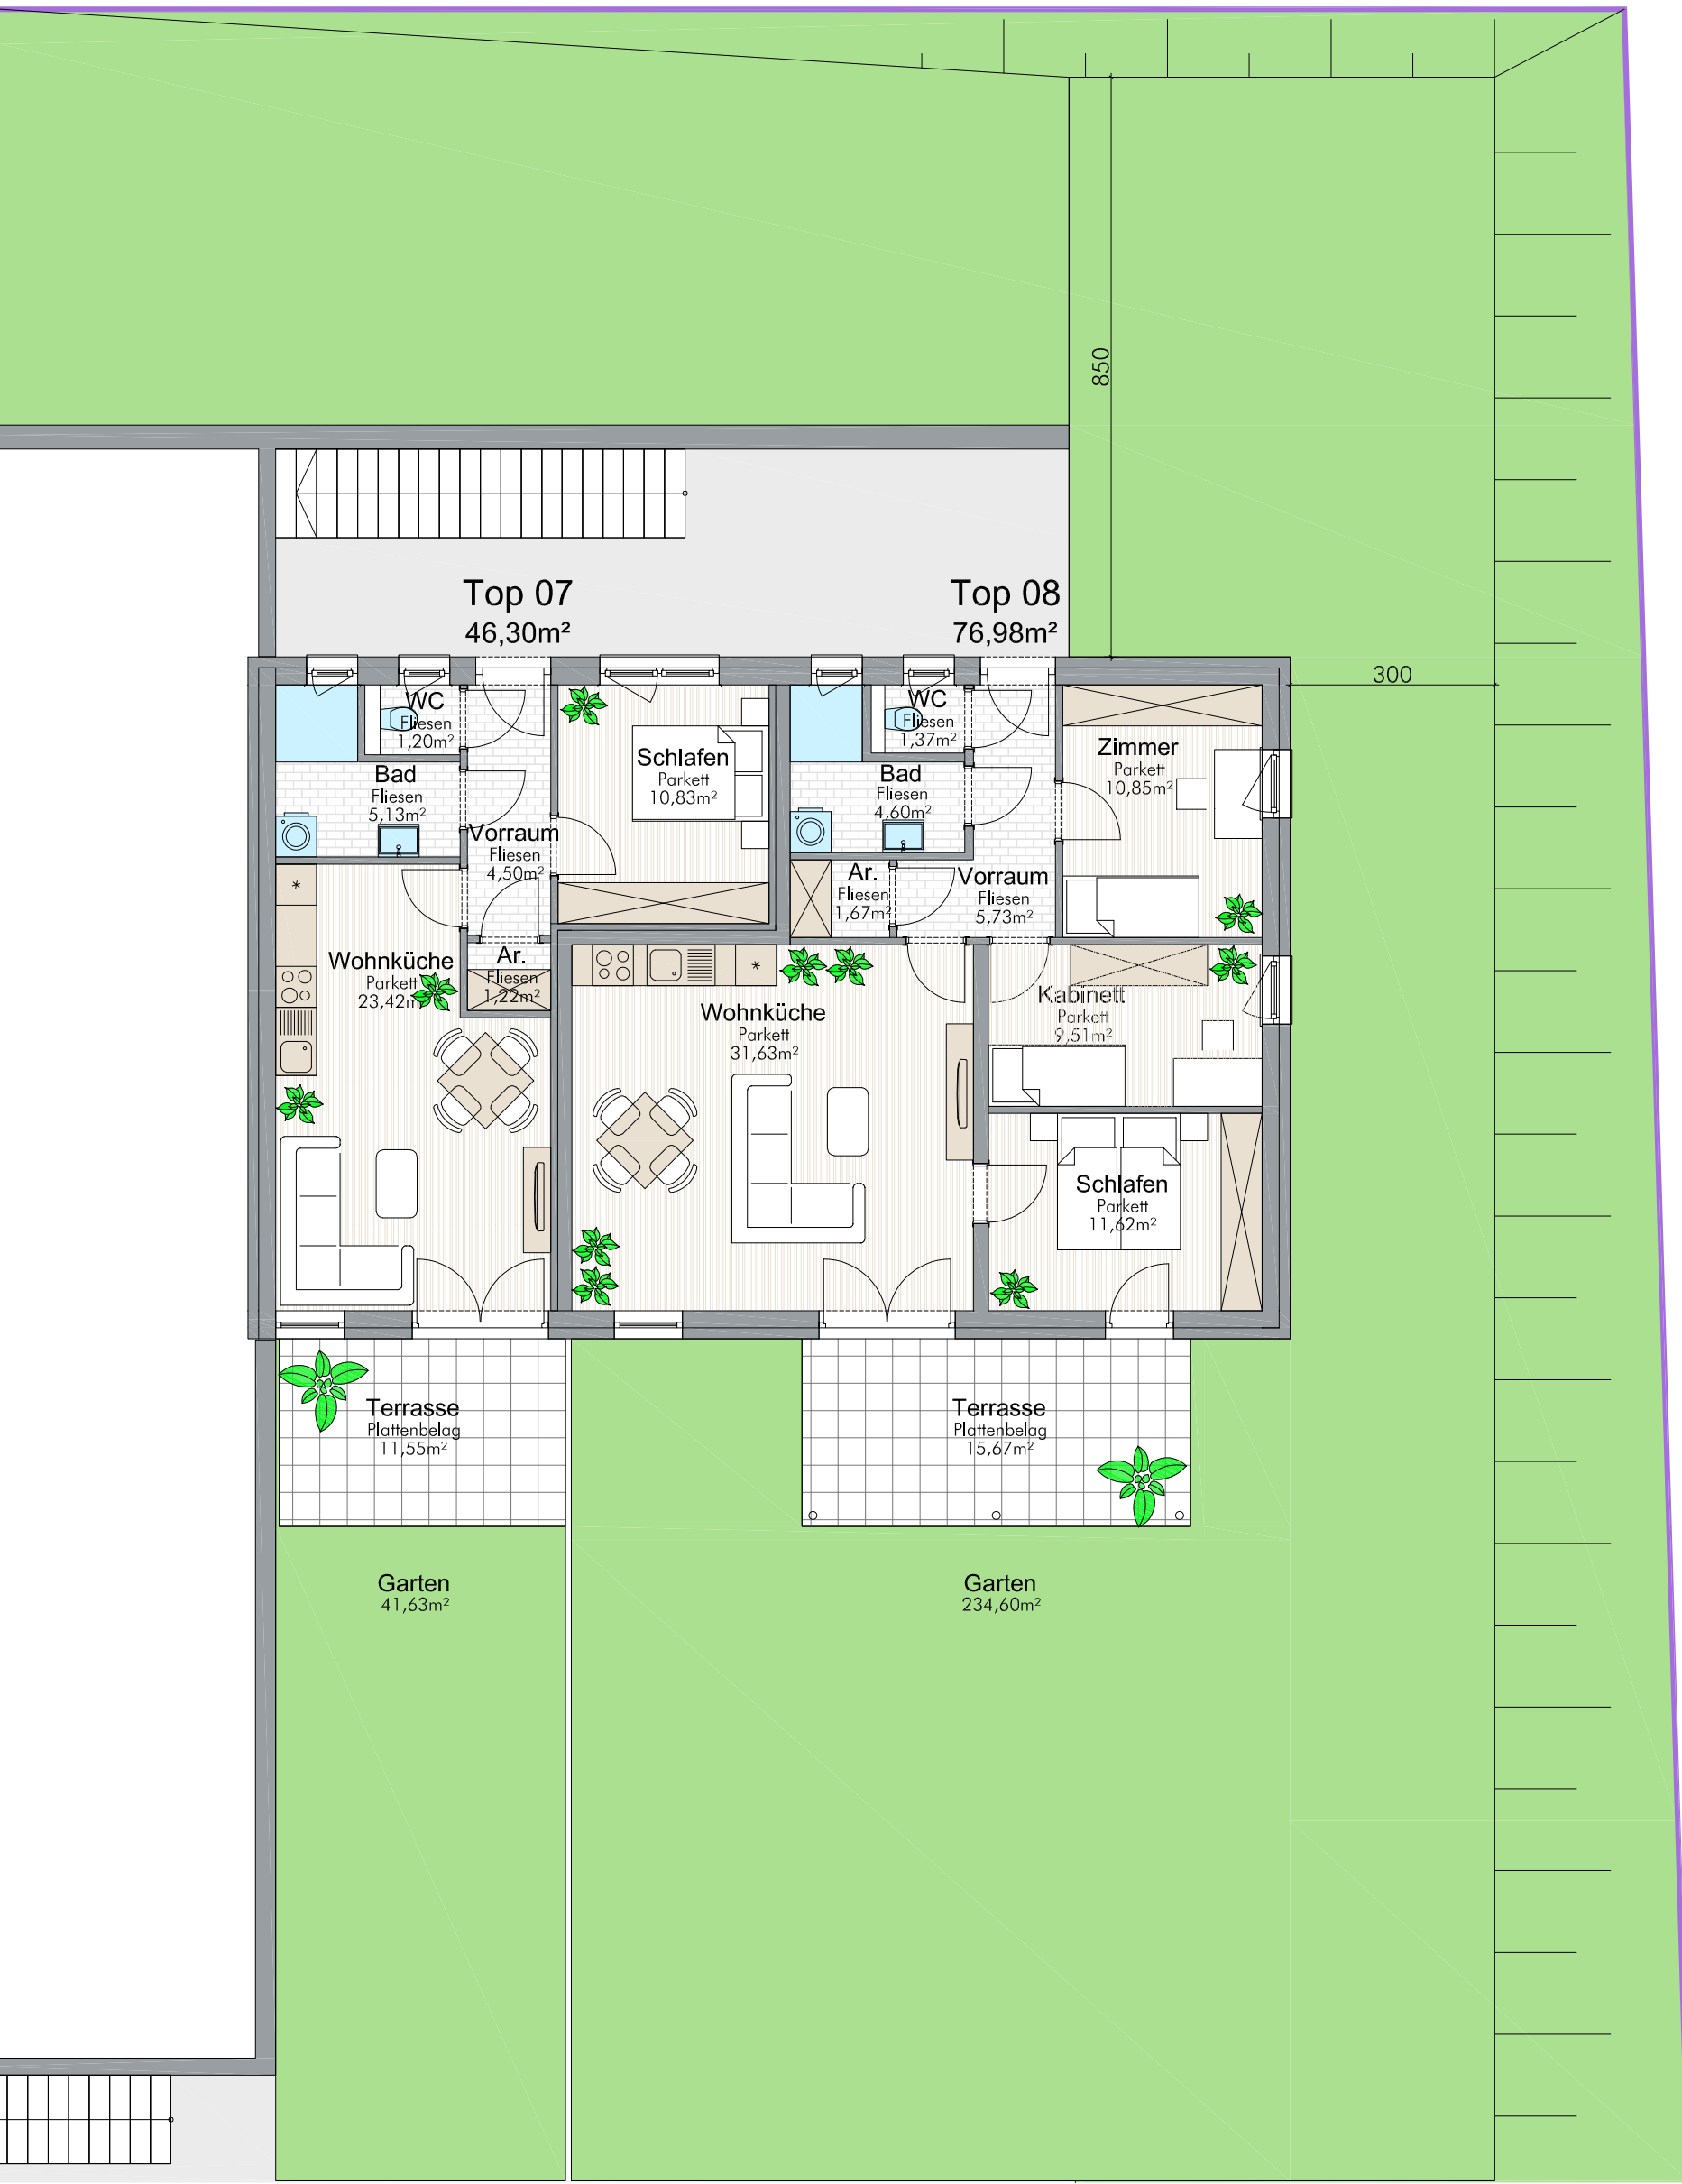 850
Top 07
46,30m²
Top 08
76,98m²
300
WC
Fliesen
1,20m²
Bad
Fliesen
5,13m²
Vorraum
Fliesen
4,50m²
Schlafen
Parkett
10,83m²
WC
Fliesen
1,37m²
Bad
Fliesen
4,60m²
Zimmer
Parkett
10,85m²
Ar.
Fliesen
1,67m²
Vorraum
Fliesen
5,73m²
Wohnküche
Parkett
23,42m
Ar.
Fliesen
1,22m²
Wohnküche
Parkett
31,63m²
Kabinett
Parkett
9,51m²
Schlafen
Parkett
11,62m²
Terrasse
Plattenbelag
11,55m²
Terrasse
Plattenbelag
15,67m²
Garten
41,63m²
Garten
234,60m²